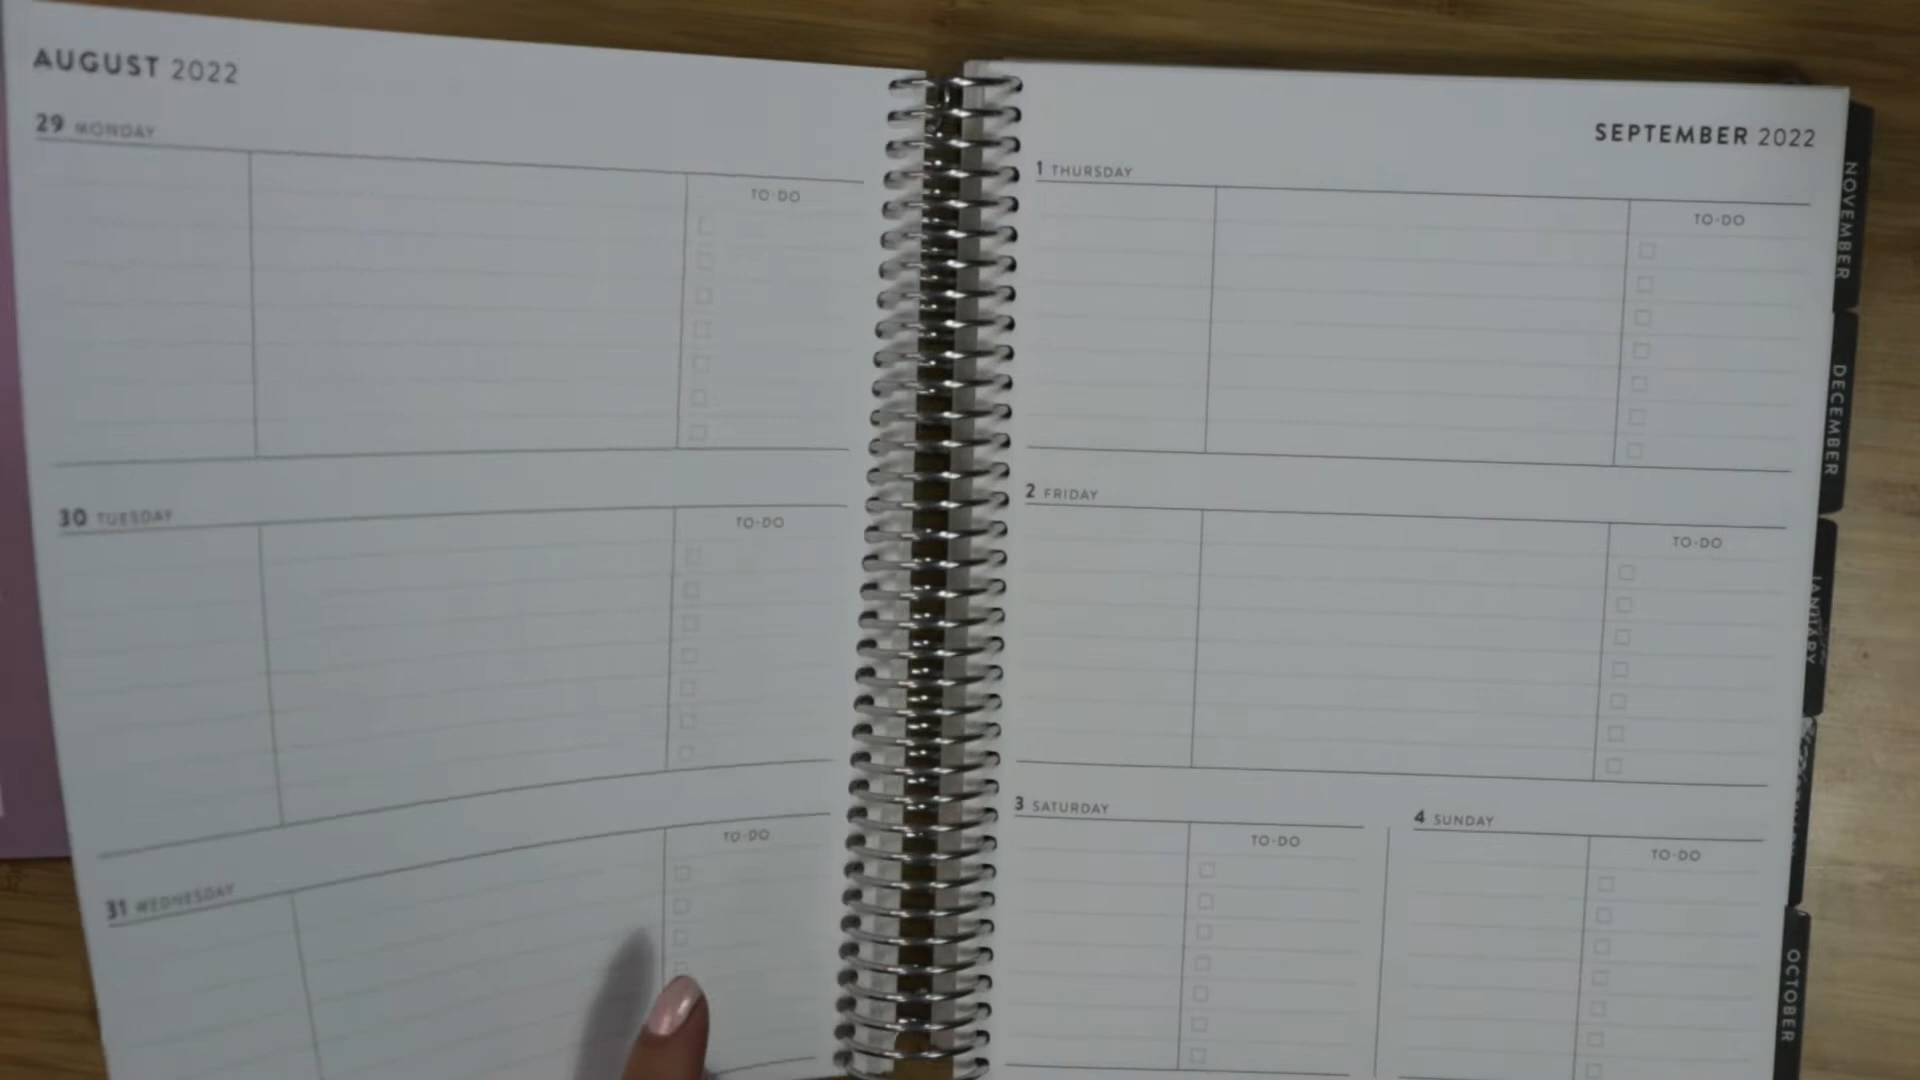 AUGUST 2022
29 MONDAY
TO-DO
30 TUESDAY
TO-DO
31 WEDNESDAY
TO-DO
SEPTEMBER 2022
1 THURSDAY
TO-DO
2 FRIDAY
TO-DO
3 SATURDAY
TO-DO
4 SUNDAY
TO-DO
NOVEMBER
DECEMBER
JANUARY
OCTOBER